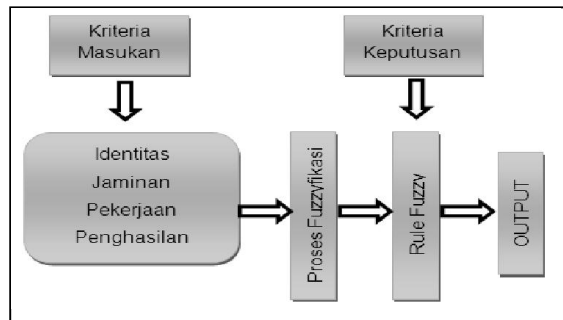 Kriteria
Masukan
Kriteria
Keputusan
Identitas
Jaminan
Pekerjaan
Penghasilan
Proses Fuzzyfikasi
Rule Fuzzy
OUTPUT